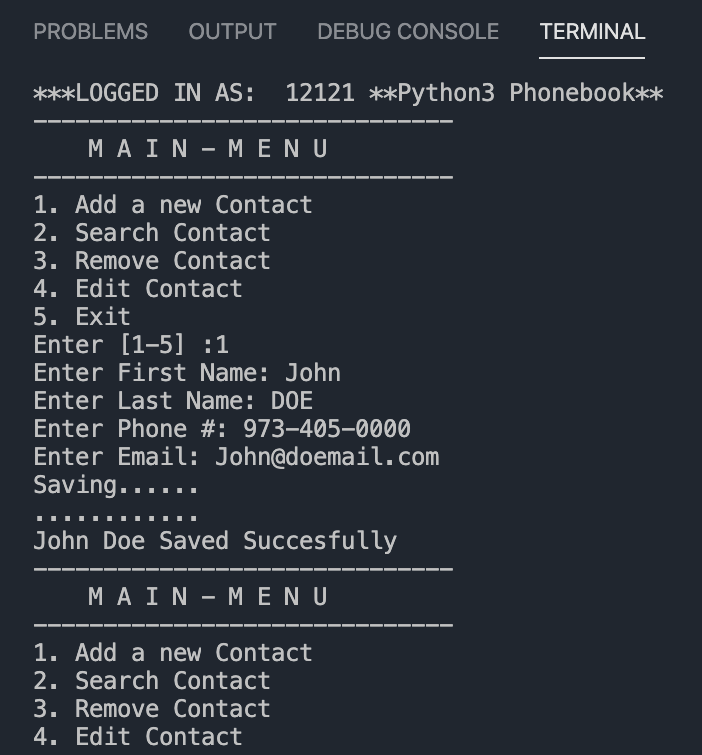 PROBLEMS OUTPUT DEBUG CONSOLE TERMINAL
***LOGGED IN AS:  12121 **Python3 Phonebook**
------------------------------
    M A I N - M E N U
------------------------------
1. Add a new Contact
2. Search Contact
3. Remove Contact
4. Edit Contact
5. Exit
Enter [1-5] :1
Enter First Name: John
Enter Last Name: DOE
Enter Phone #: 973-405-0000
Enter Email: John@doemail.com
Saving......
............
John Doe Saved Succesfully
------------------------------
    M A I N - M E N U
------------------------------
1. Add a new Contact
2. Search Contact
3. Remove Contact
4. Edit Contact